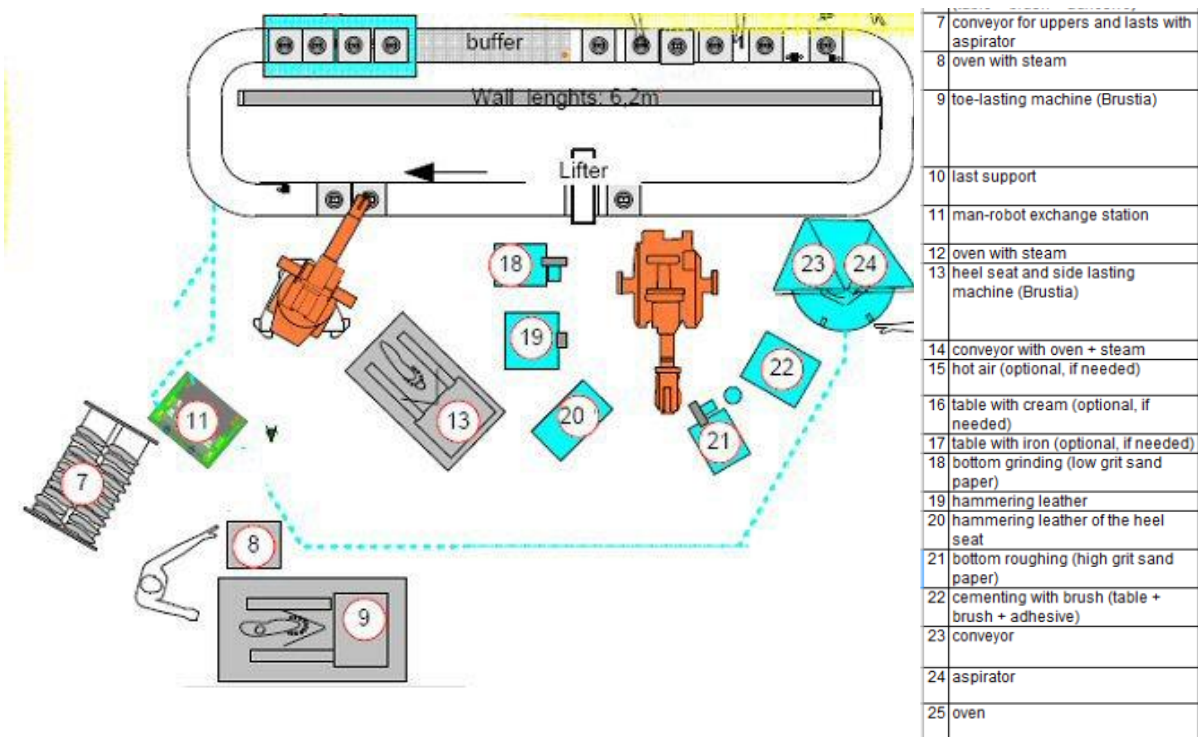 buffer
Wall lenghts: 6,2m
Lifter
18
23
24
19
22
20
13
21
11
7
8
9
(table + brush + adhesive)
7 conveyor for uppers and lasts with
aspirator
8 oven with steam
9 toe-lasting machine (Brustia)
10 last support
11 man-robot exchange station
12 oven with steam
13 heel seat and side lasting
machine (Brustia)
14 conveyor with oven + steam
15 hot air (optional, if needed)
16 table with cream (optional, if
needed)
17 table with iron (optional, if needed)
18 bottom grinding (low grit sand
paper)
19 hammering leather
20 hammering leather of the heel
seat
21 bottom roughing (high grit sand
paper)
22 cementing with brush (table +
brush + adhesive)
23 conveyor
24 aspirator
25 oven